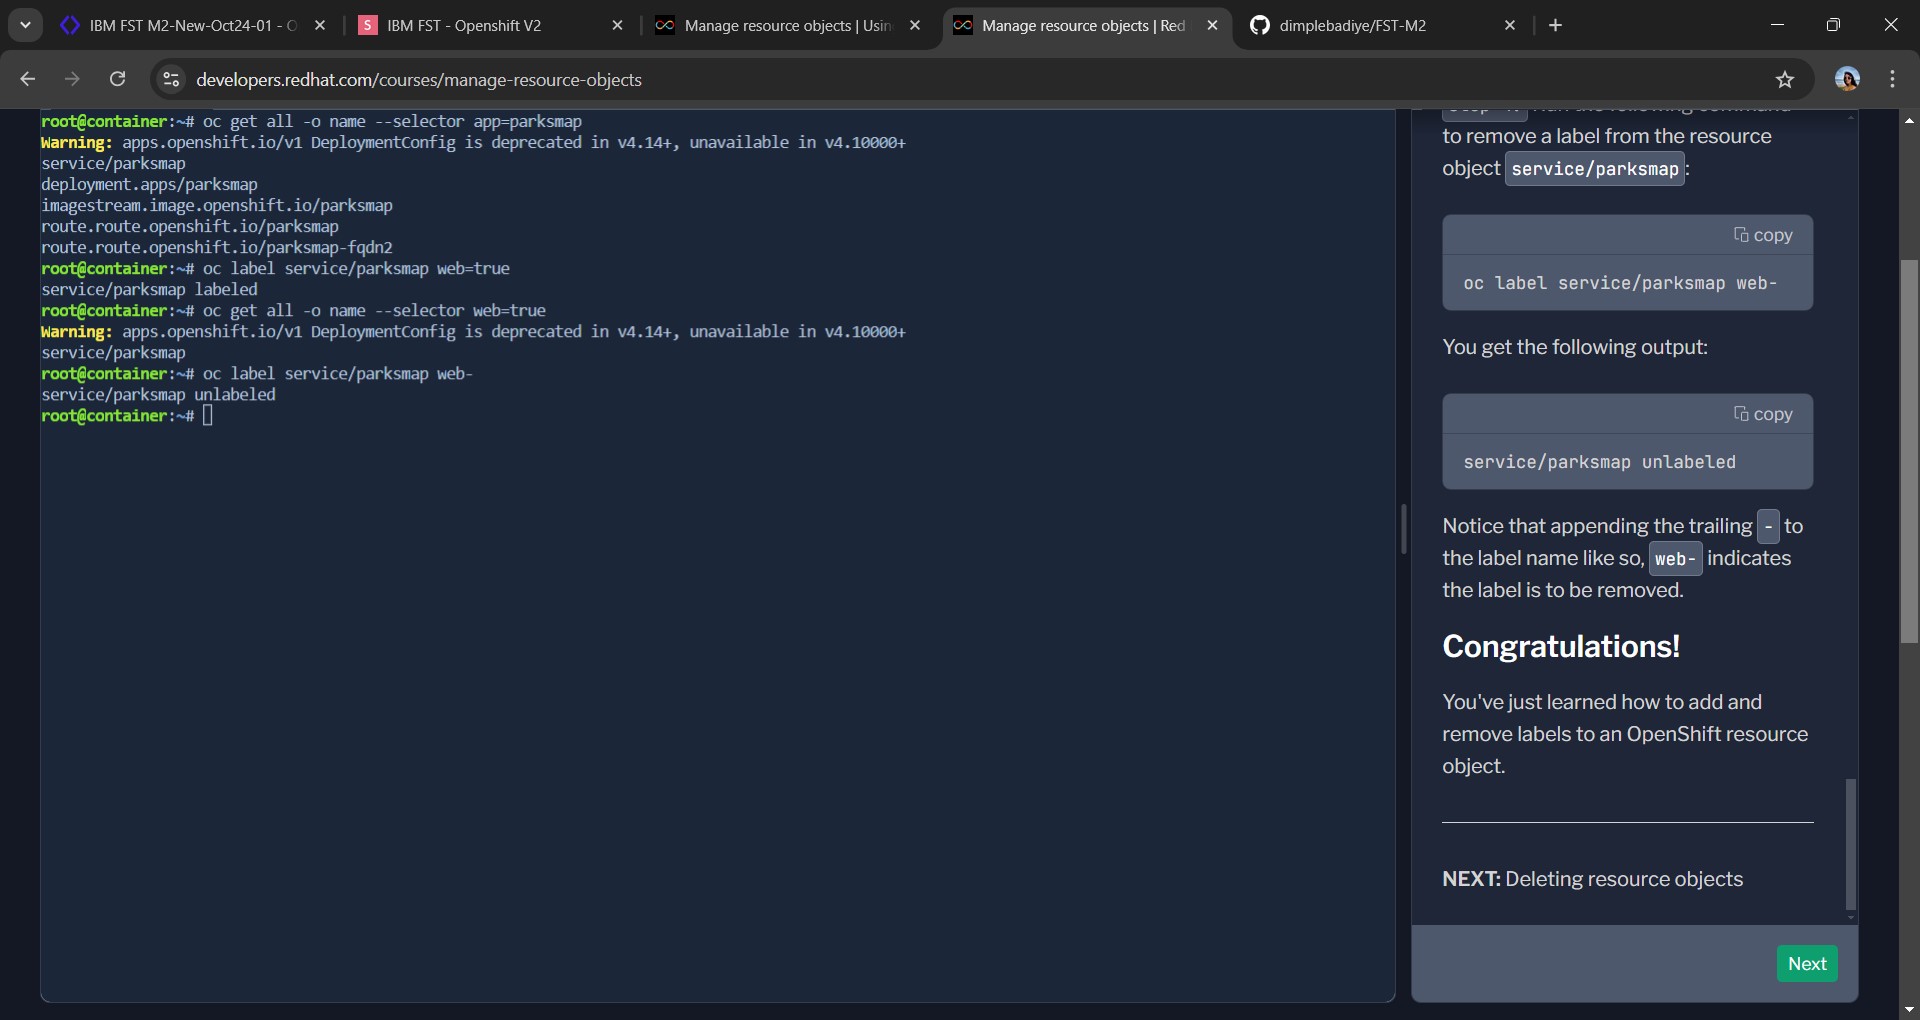 IBM FST M2-New-Oct24-01 - O
IBM FST - Openshift V2
Manage resource objects | Usin
Manage resource objects | Red
dimplebadiye/FST-M2
developers.redhat.com/courses/manage-resource-objects
root@container:~# oc get all -o name --selector app=parksmap
Warning: apps.openshift.io/v1 DeploymentConfig is deprecated in v4.14+, unavailable in v4.10000+
service/parksmap
deployment.apps/parksmap
imagestream.image.openshift.io/parksmap
route.route.openshift.io/parksmap
route.route.openshift.io/parksmap-fqdn2
root@container:~# oc label service/parksmap web=true
service/parksmap labeled
root@container:~# oc get all -o name --selector web=true
Warning: apps.openshift.io/v1 DeploymentConfig is deprecated in v4.14+, unavailable in v4.10000+
service/parksmap
root@container:~# oc label service/parksmap web-
service/parksmap unlabeled
root@container:~#
to remove a label from the resource
object service/parksmap:
copy
oc label service/parksmap web-
You get the following output:
copy
service/parksmap unlabeled
Notice that appending the trailing - to
the label name like so, web- indicates
the label is to be removed.
Congratulations!
You've just learned how to add and
remove labels to an OpenShift resource
object.
NEXT: Deleting resource objects
Next